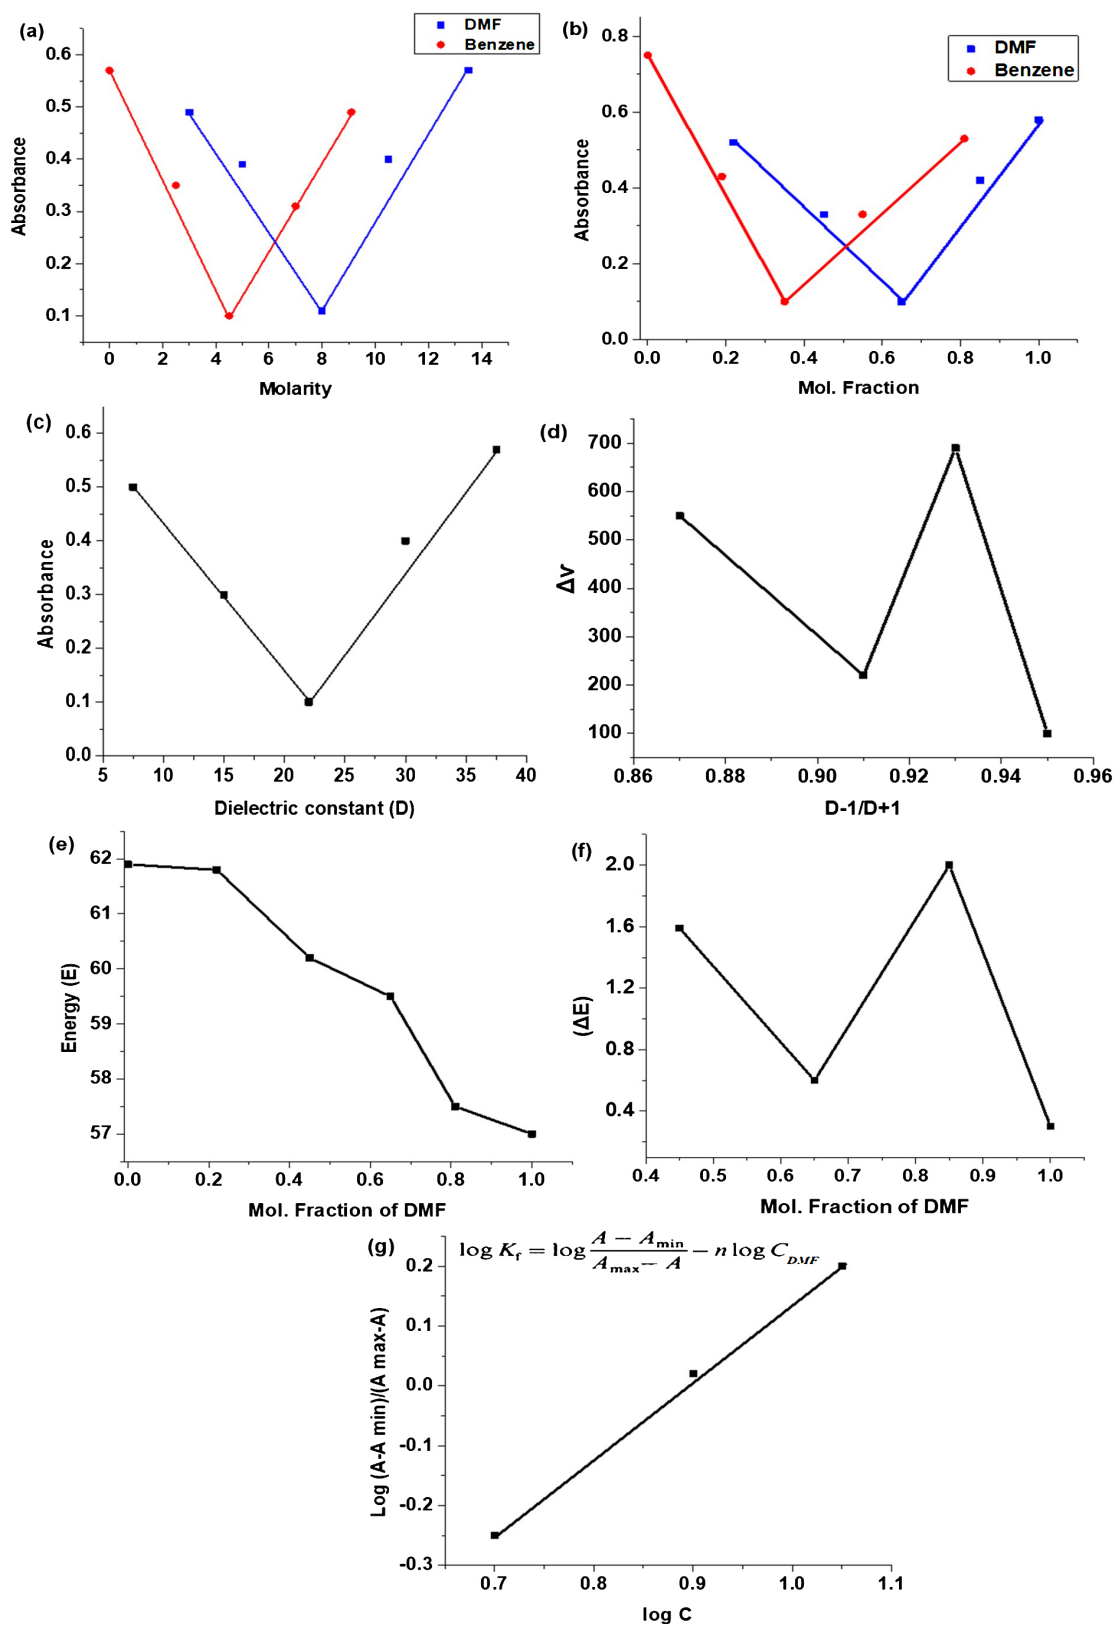 (a)
DMF
Benzene
0.6
0.5
0.4
0.3
0.2
0.1
Absorbance
0 2 4 6 8 10 12 14
Molarity
(b)
DMF
Benzene
0.8
0.6
0.4
0.2
0.0
Absorbance
0.0 0.2 0.4 0.6 0.8 1.0
Mol. Fraction
(c)
0.6
0.5
0.4
0.3
0.2
0.1
0.0
Absorbance
5 10 15 20 25 30 35 40
Dielectric constant (D)
(d)
700
600
500
400
300
200
100
Δν
0.86 0.88 0.90 0.92 0.94 0.96
D-1/D+1
(e)
62
61
60
59
58
57
Energy (E)
0.0 0.2 0.4 0.6 0.8 1.0
Mol. Fraction of DMF
(f)
2.0
1.6
1.2
0.8
0.4
(ΔE)
0.4 0.5 0.6 0.7 0.8 0.9 1.0
Mol. Fraction of DMF
(g)
log K_f = log (A − A_min)/(A_max − A) − n log C_DMF
0.2
0.1
0.0
-0.1
-0.2
-0.3
Log (A-A min)/(A max-A)
0.7 0.8 0.9 1.0 1.1
log C